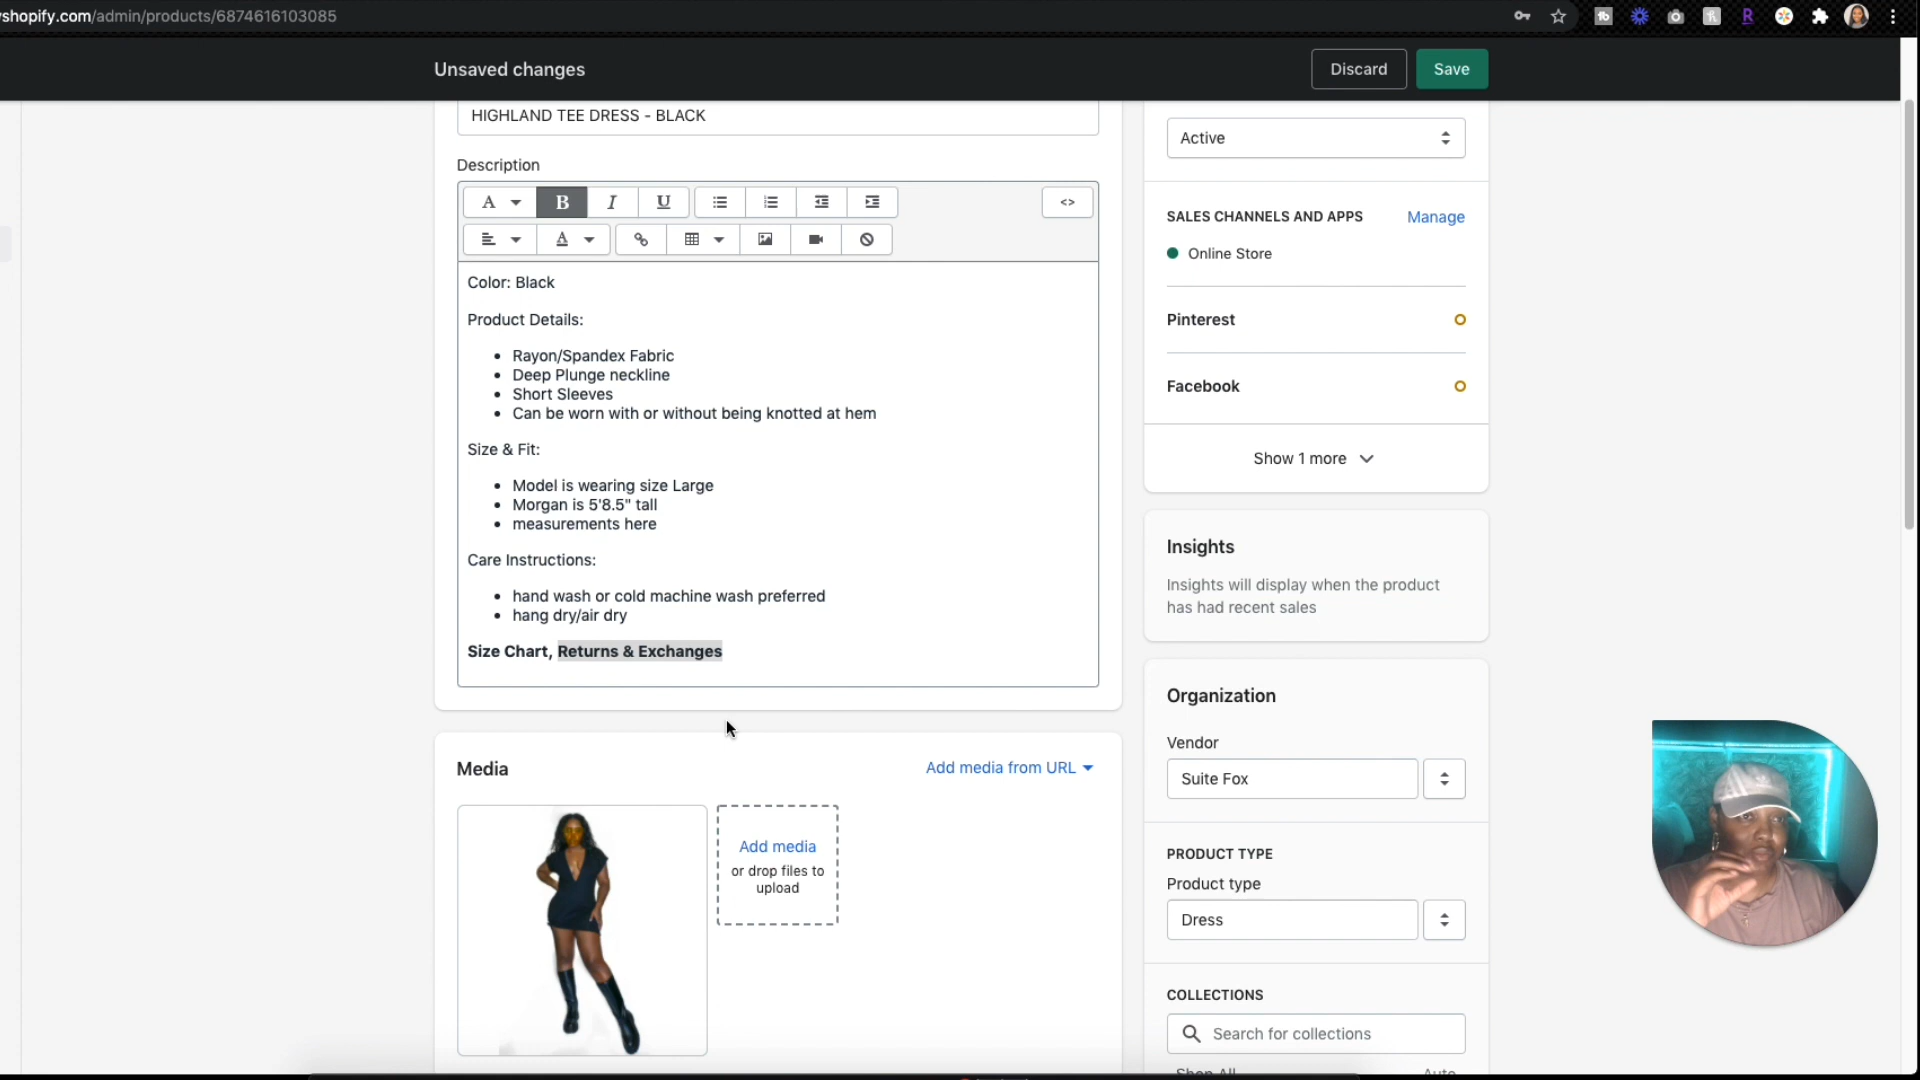 shopify.com/admin/products/6874616103085
Unsaved changes
Discard
Save
HIGHLAND TEE DRESS - BLACK
Description
Color: Black
Product Details:
Rayon/Spandex Fabric
Deep Plunge neckline
Short Sleeves
Can be worn with or without being knotted at hem
Size & Fit:
Model is wearing size Large
Morgan is 5'8.5" tall
measurements here
Care Instructions:
hand wash or cold machine wash preferred
hang dry/air dry
Size Chart, Returns & Exchanges
Media
Add media from URL
Add media
or drop files to
upload
Active
SALES CHANNELS AND APPS
Manage
Online Store
Pinterest
Facebook
Show 1 more
Insights
Insights will display when the product
has had recent sales
Organization
Vendor
Suite Fox
PRODUCT TYPE
Product type
Dress
COLLECTIONS
Search for collections
Shop All
Auto